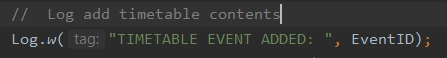 //  Log add timetable contents
Log.w( tag: "TIMETABLE EVENT ADDED: ", EventID);